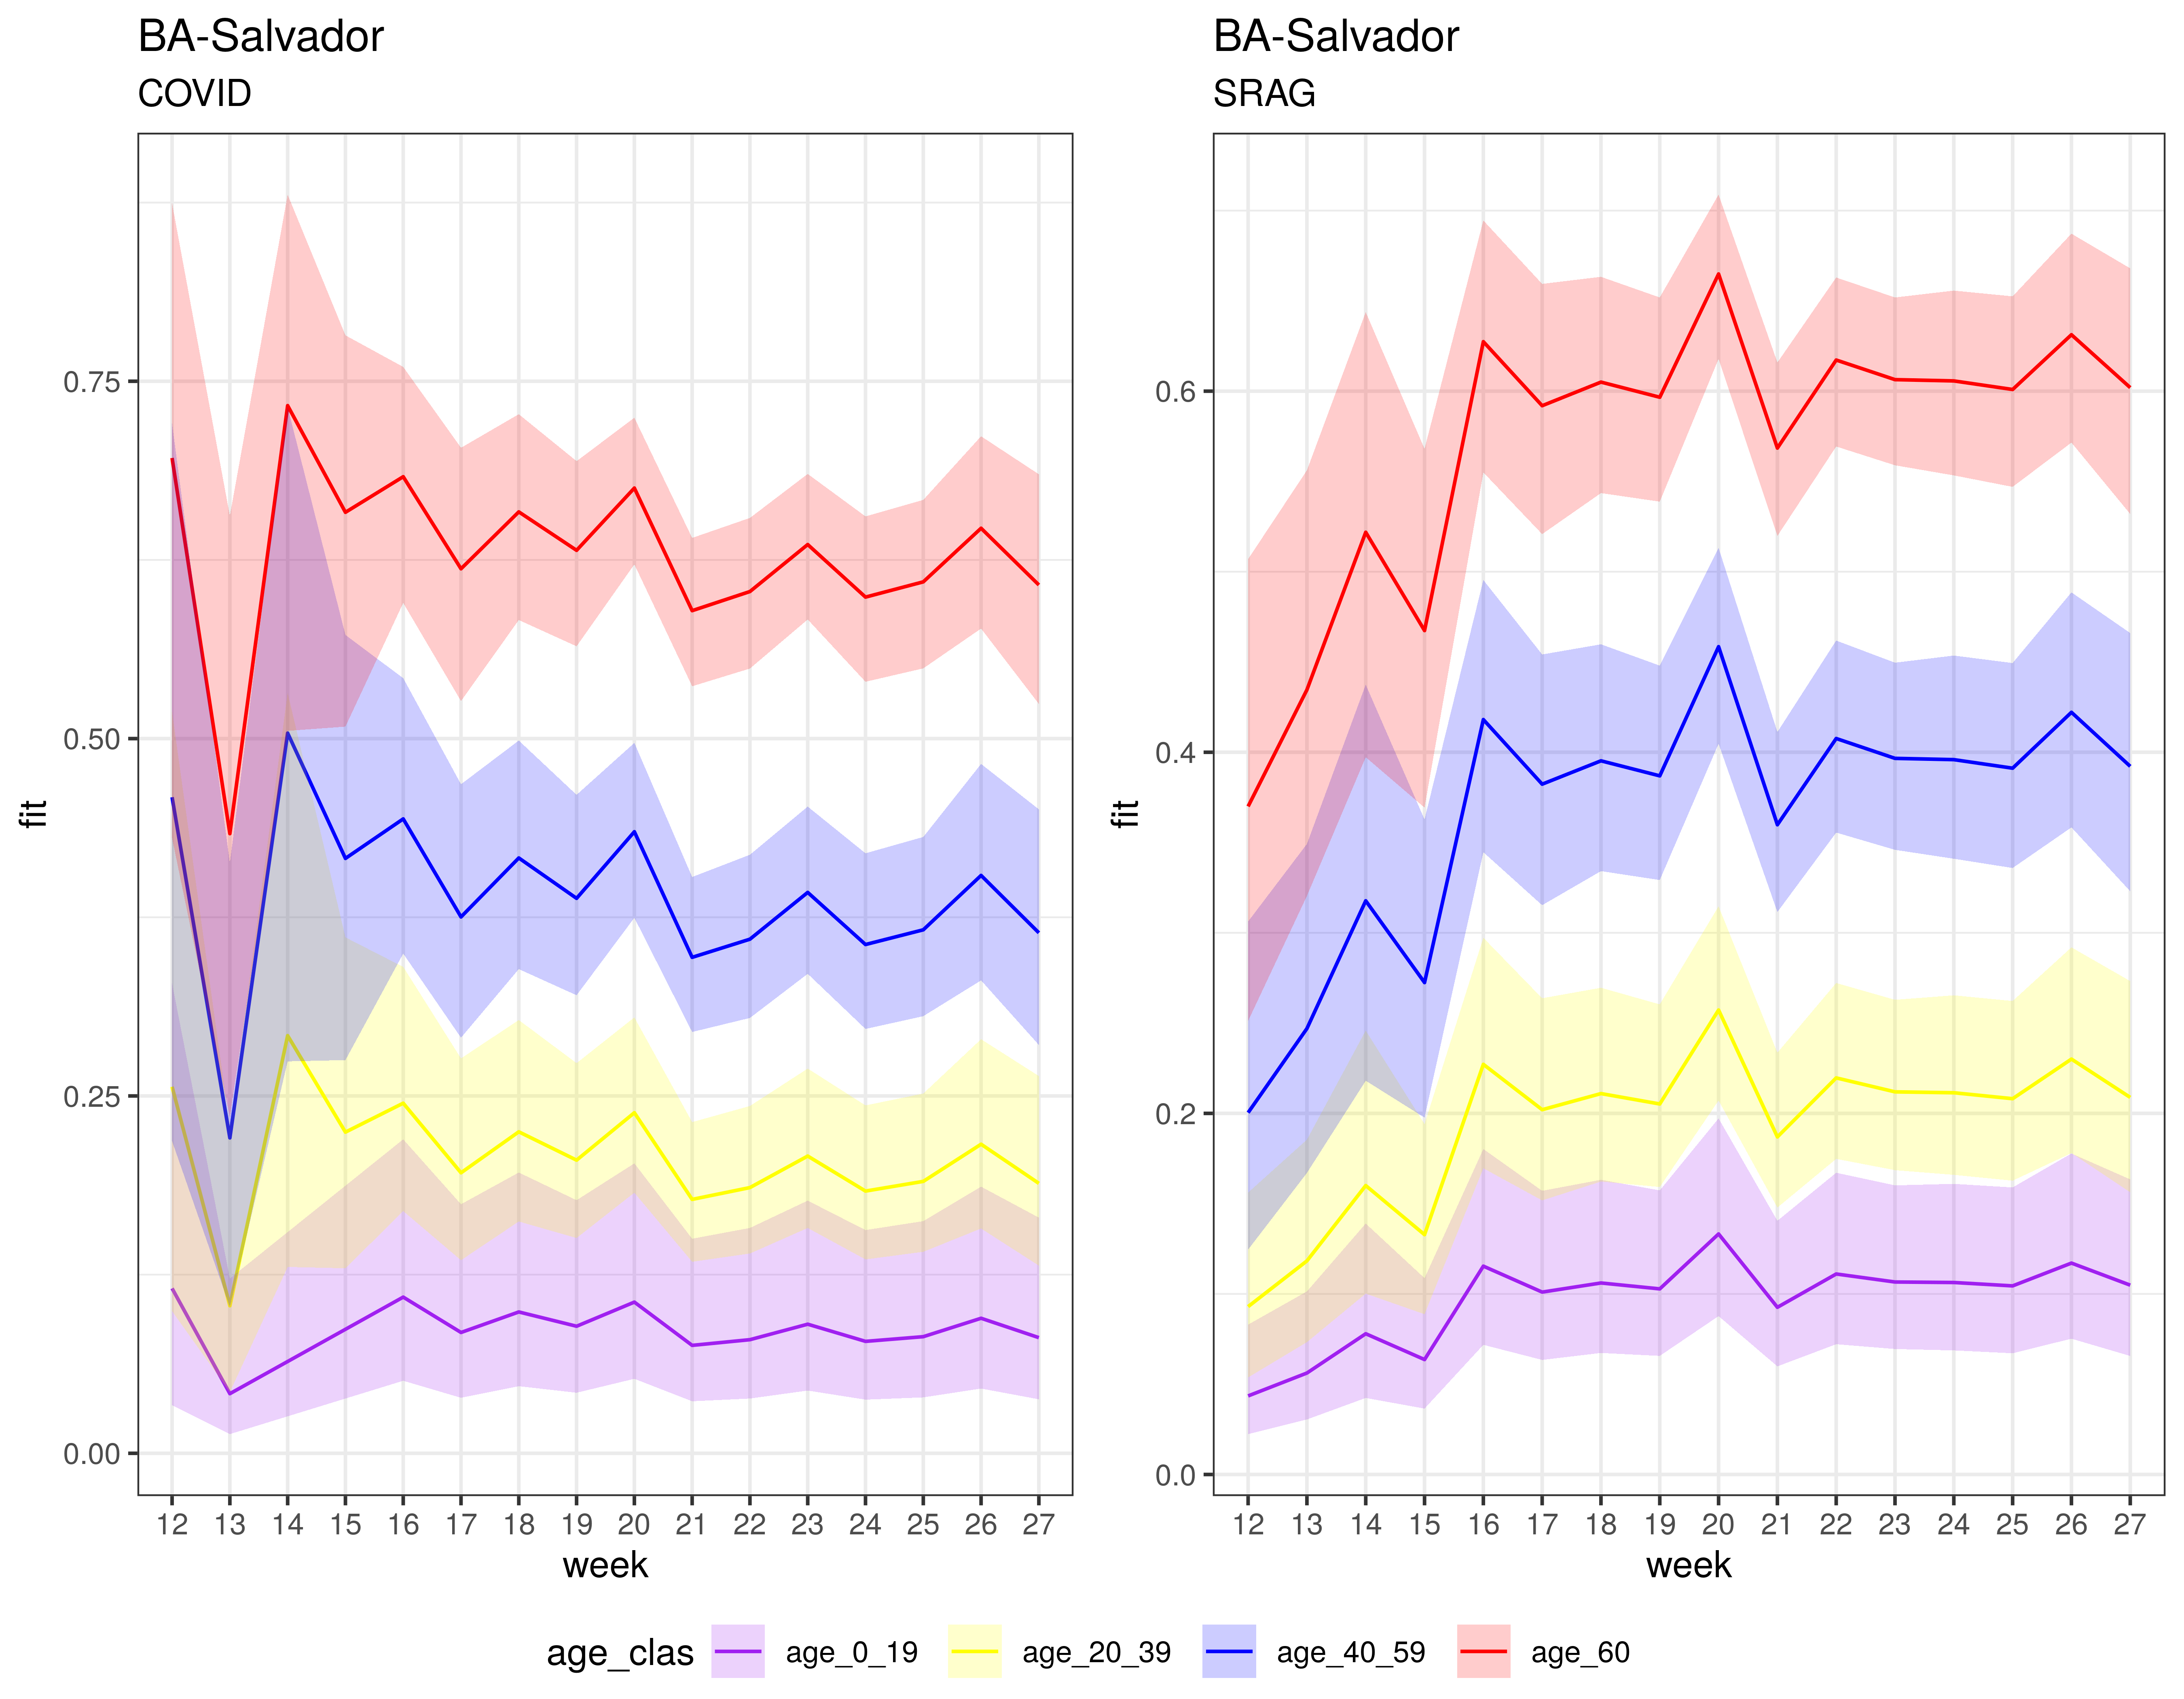 BA-Salvador
COVID
fit
0.75
0.50
0.25
0.00
12 13 14 15 16 17 18 19 20 21 22 23 24 25 26 27
week
BA-Salvador
SRAG
fit
0.6
0.4
0.2
0.0
12 13 14 15 16 17 18 19 20 21 22 23 24 25 26 27
week
age_clas age_0_19 age_20_39 age_40_59 age_60